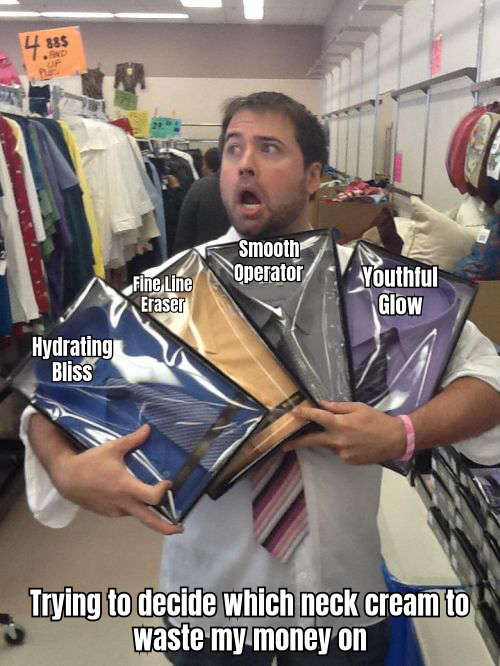 4.88$
AND
UP
Smooth
Operator
Fine Line
Eraser
Youthful
Glow
Hydrating
Bliss
Trying to decide which neck cream to
waste my money on